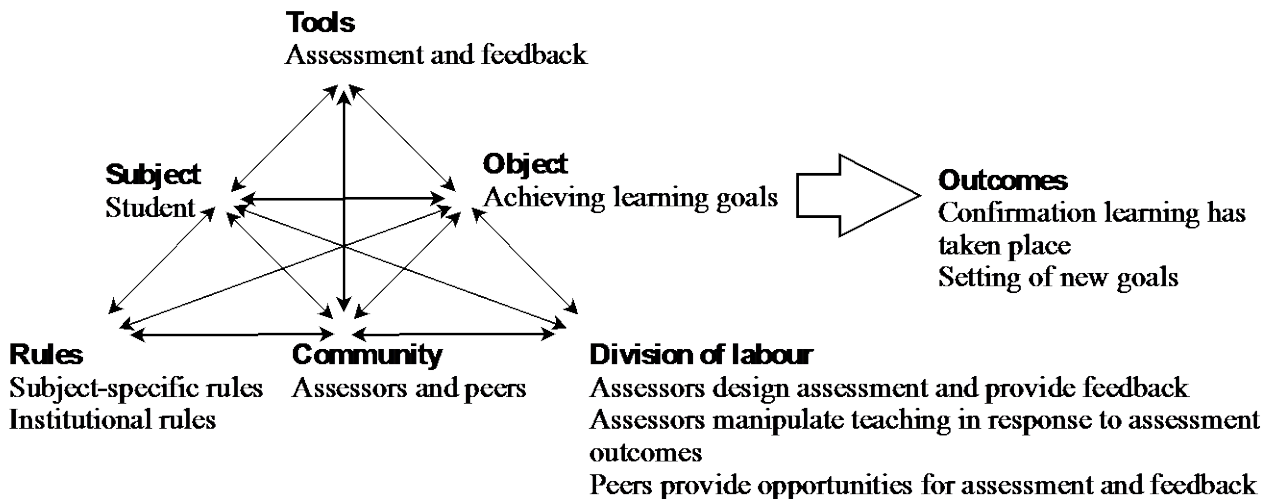 Tools
Assessment and feedback
Subject
Student
Object
Achieving learning goals
Outcomes
Confirmation learning has
taken place
Setting of new goals
Rules
Subject-specific rules
Institutional rules
Community
Assessors and peers
Division of labour
Assessors design assessment and provide feedback
Assessors manipulate teaching in response to assessment
outcomes
Peers provide opportunities for assessment and feedback